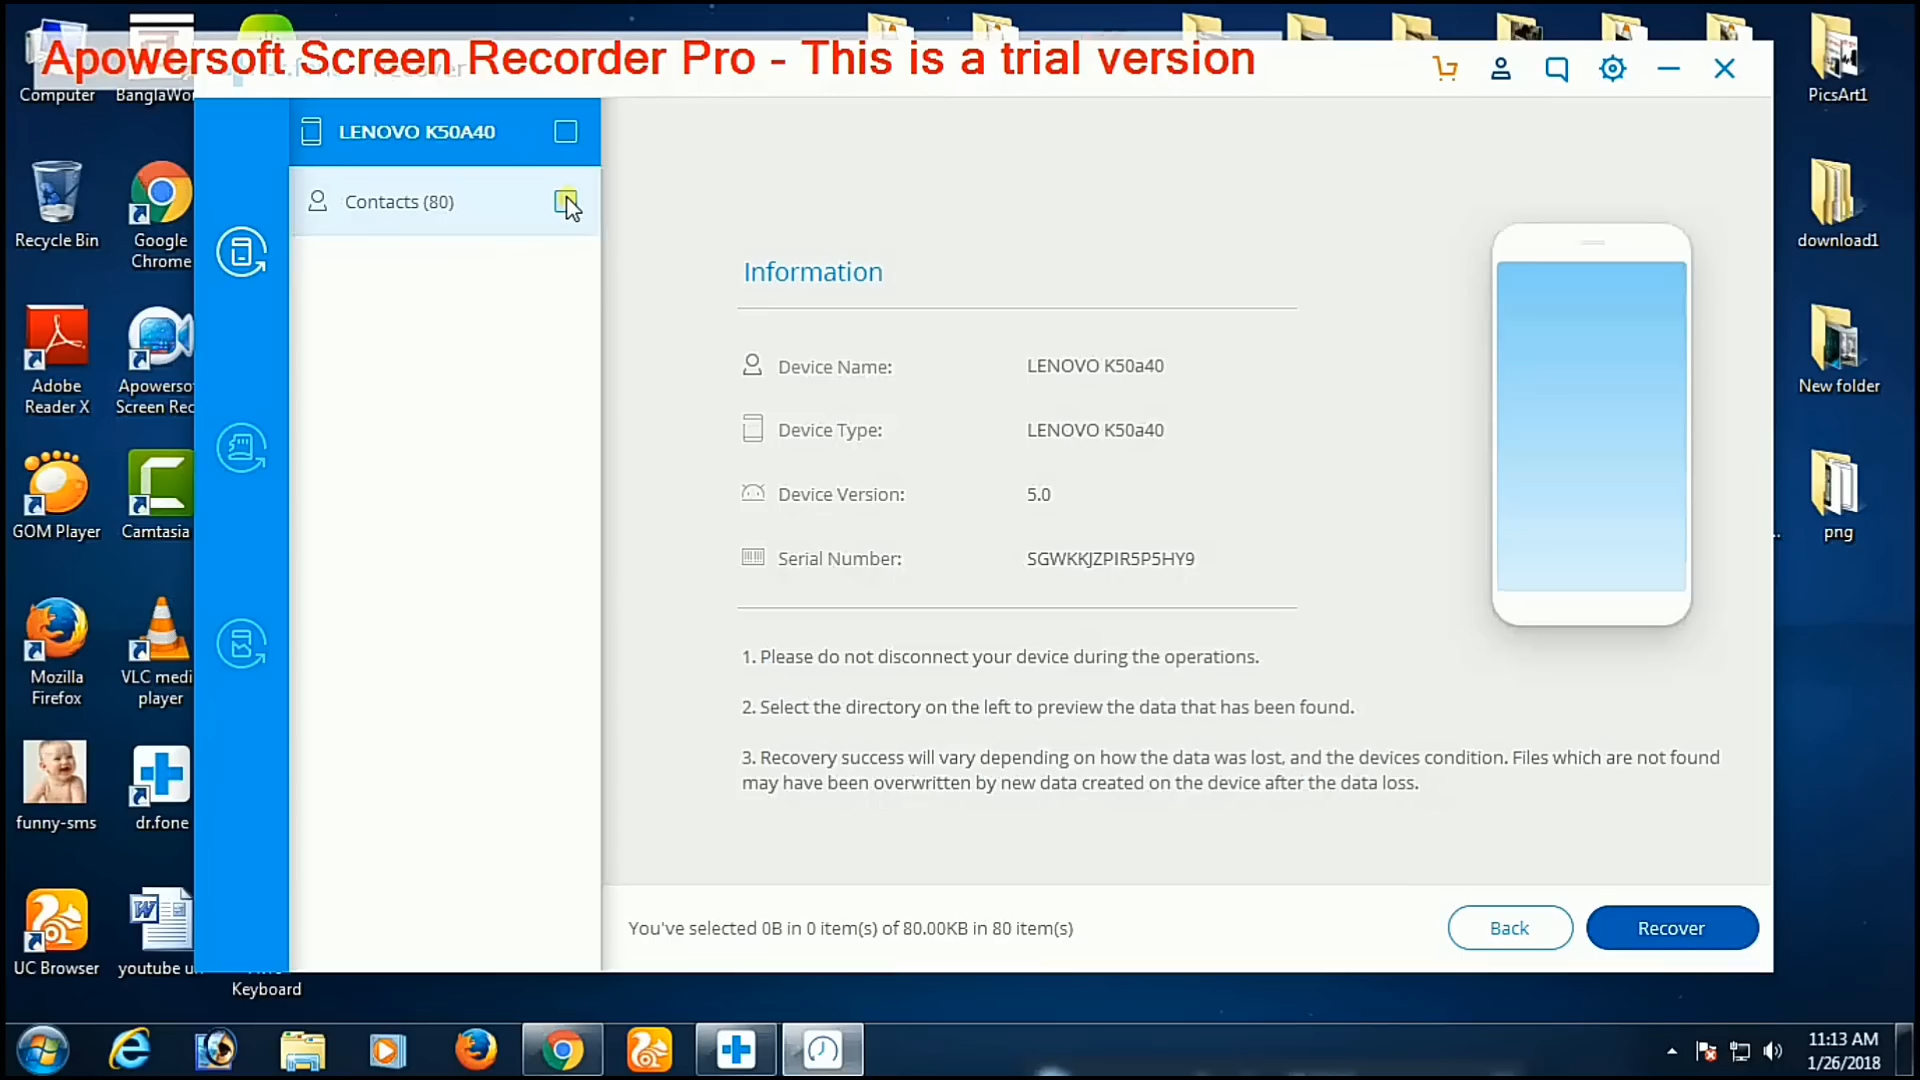 Apowersoft Screen Recorder Pro - This is a trial version
Computer
PicsArt1
LENOVO K50A40
Contacts (80)
Recycle Bin
Google Chrome
download1
Information
Device Name: LENOVO K50a40
Adobe Reader X
New folder
Device Type: LENOVO K50a40
Device Version: 5.0
GOM Player
Camtasia
png
Serial Number: SGWKKJZPIR5P5HY9
Mozilla Firefox
VLC medi player
1. Please do not disconnect your device during the operations.
2. Select the directory on the left to preview the data that has been found.
3. Recovery success will vary depending on how the data was lost, and the devices condition. Files which are not found
may have been overwritten by new data created on the device after the data loss.
funny-sms
dr.fone
You've selected 0B in 0 item(s) of 80.00KB in 80 item(s)
Back
Recover
UC Browser
youtube u
Keyboard
11:13 AM
1/26/2018